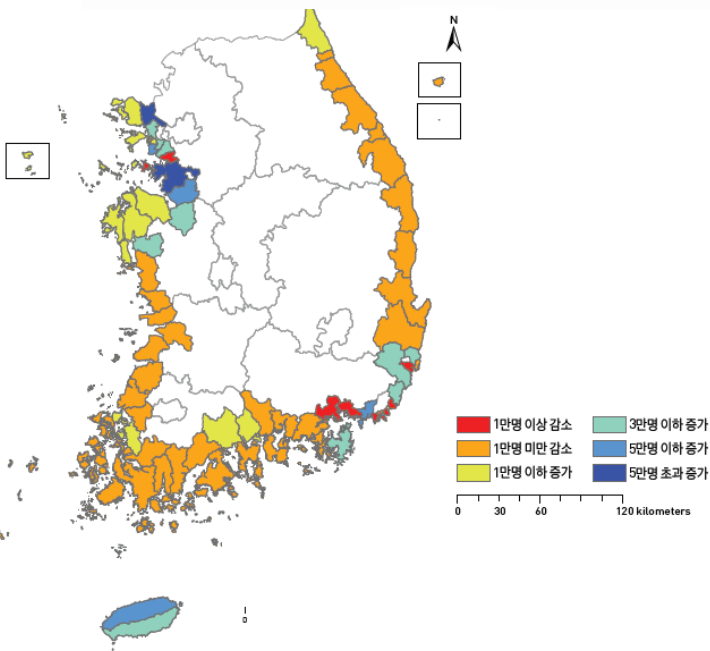 N
1만명 이상 감소
3만명 이하 증가
1만명 미만 감소
5만명 이하 증가
1만명 이하 증가
5만명 초과 증가
0 30 60 120 kilometers